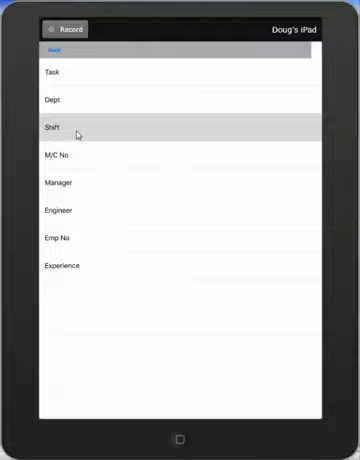 Record
Doug's iPad
Back
Task
Dept
Shift
M/C No
Manager
Engineer
Emp No
Experience